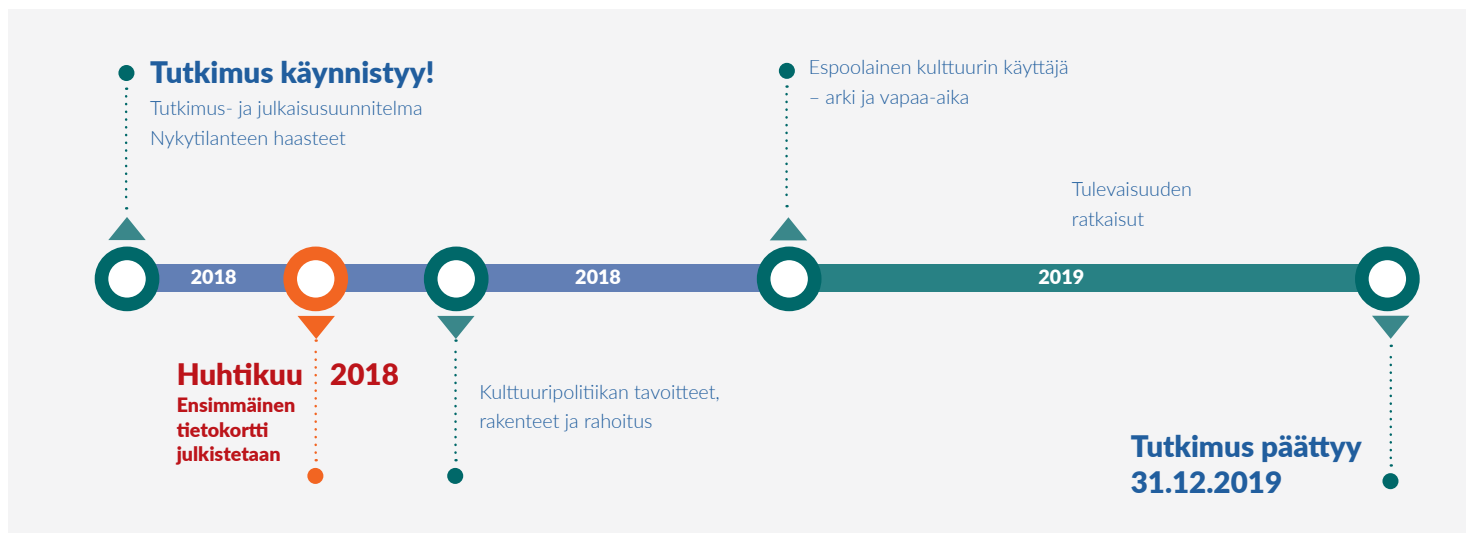 Tutkimus käynnistyy!
Tutkimus- ja julkaisusuunnitelma
Nykytilanteen haasteet
Espoolainen kulttuurin käyttäjä
– arki ja vapaa-aika
Tulevaisuuden
ratkaisut
2018
2018
2019
Huhtikuu 2018
Ensimmäinen
tietokortti
julkistetaan
Kulttuuripolitiikan tavoitteet,
rakenteet ja rahoitus
Tutkimus päättyy
31.12.2019